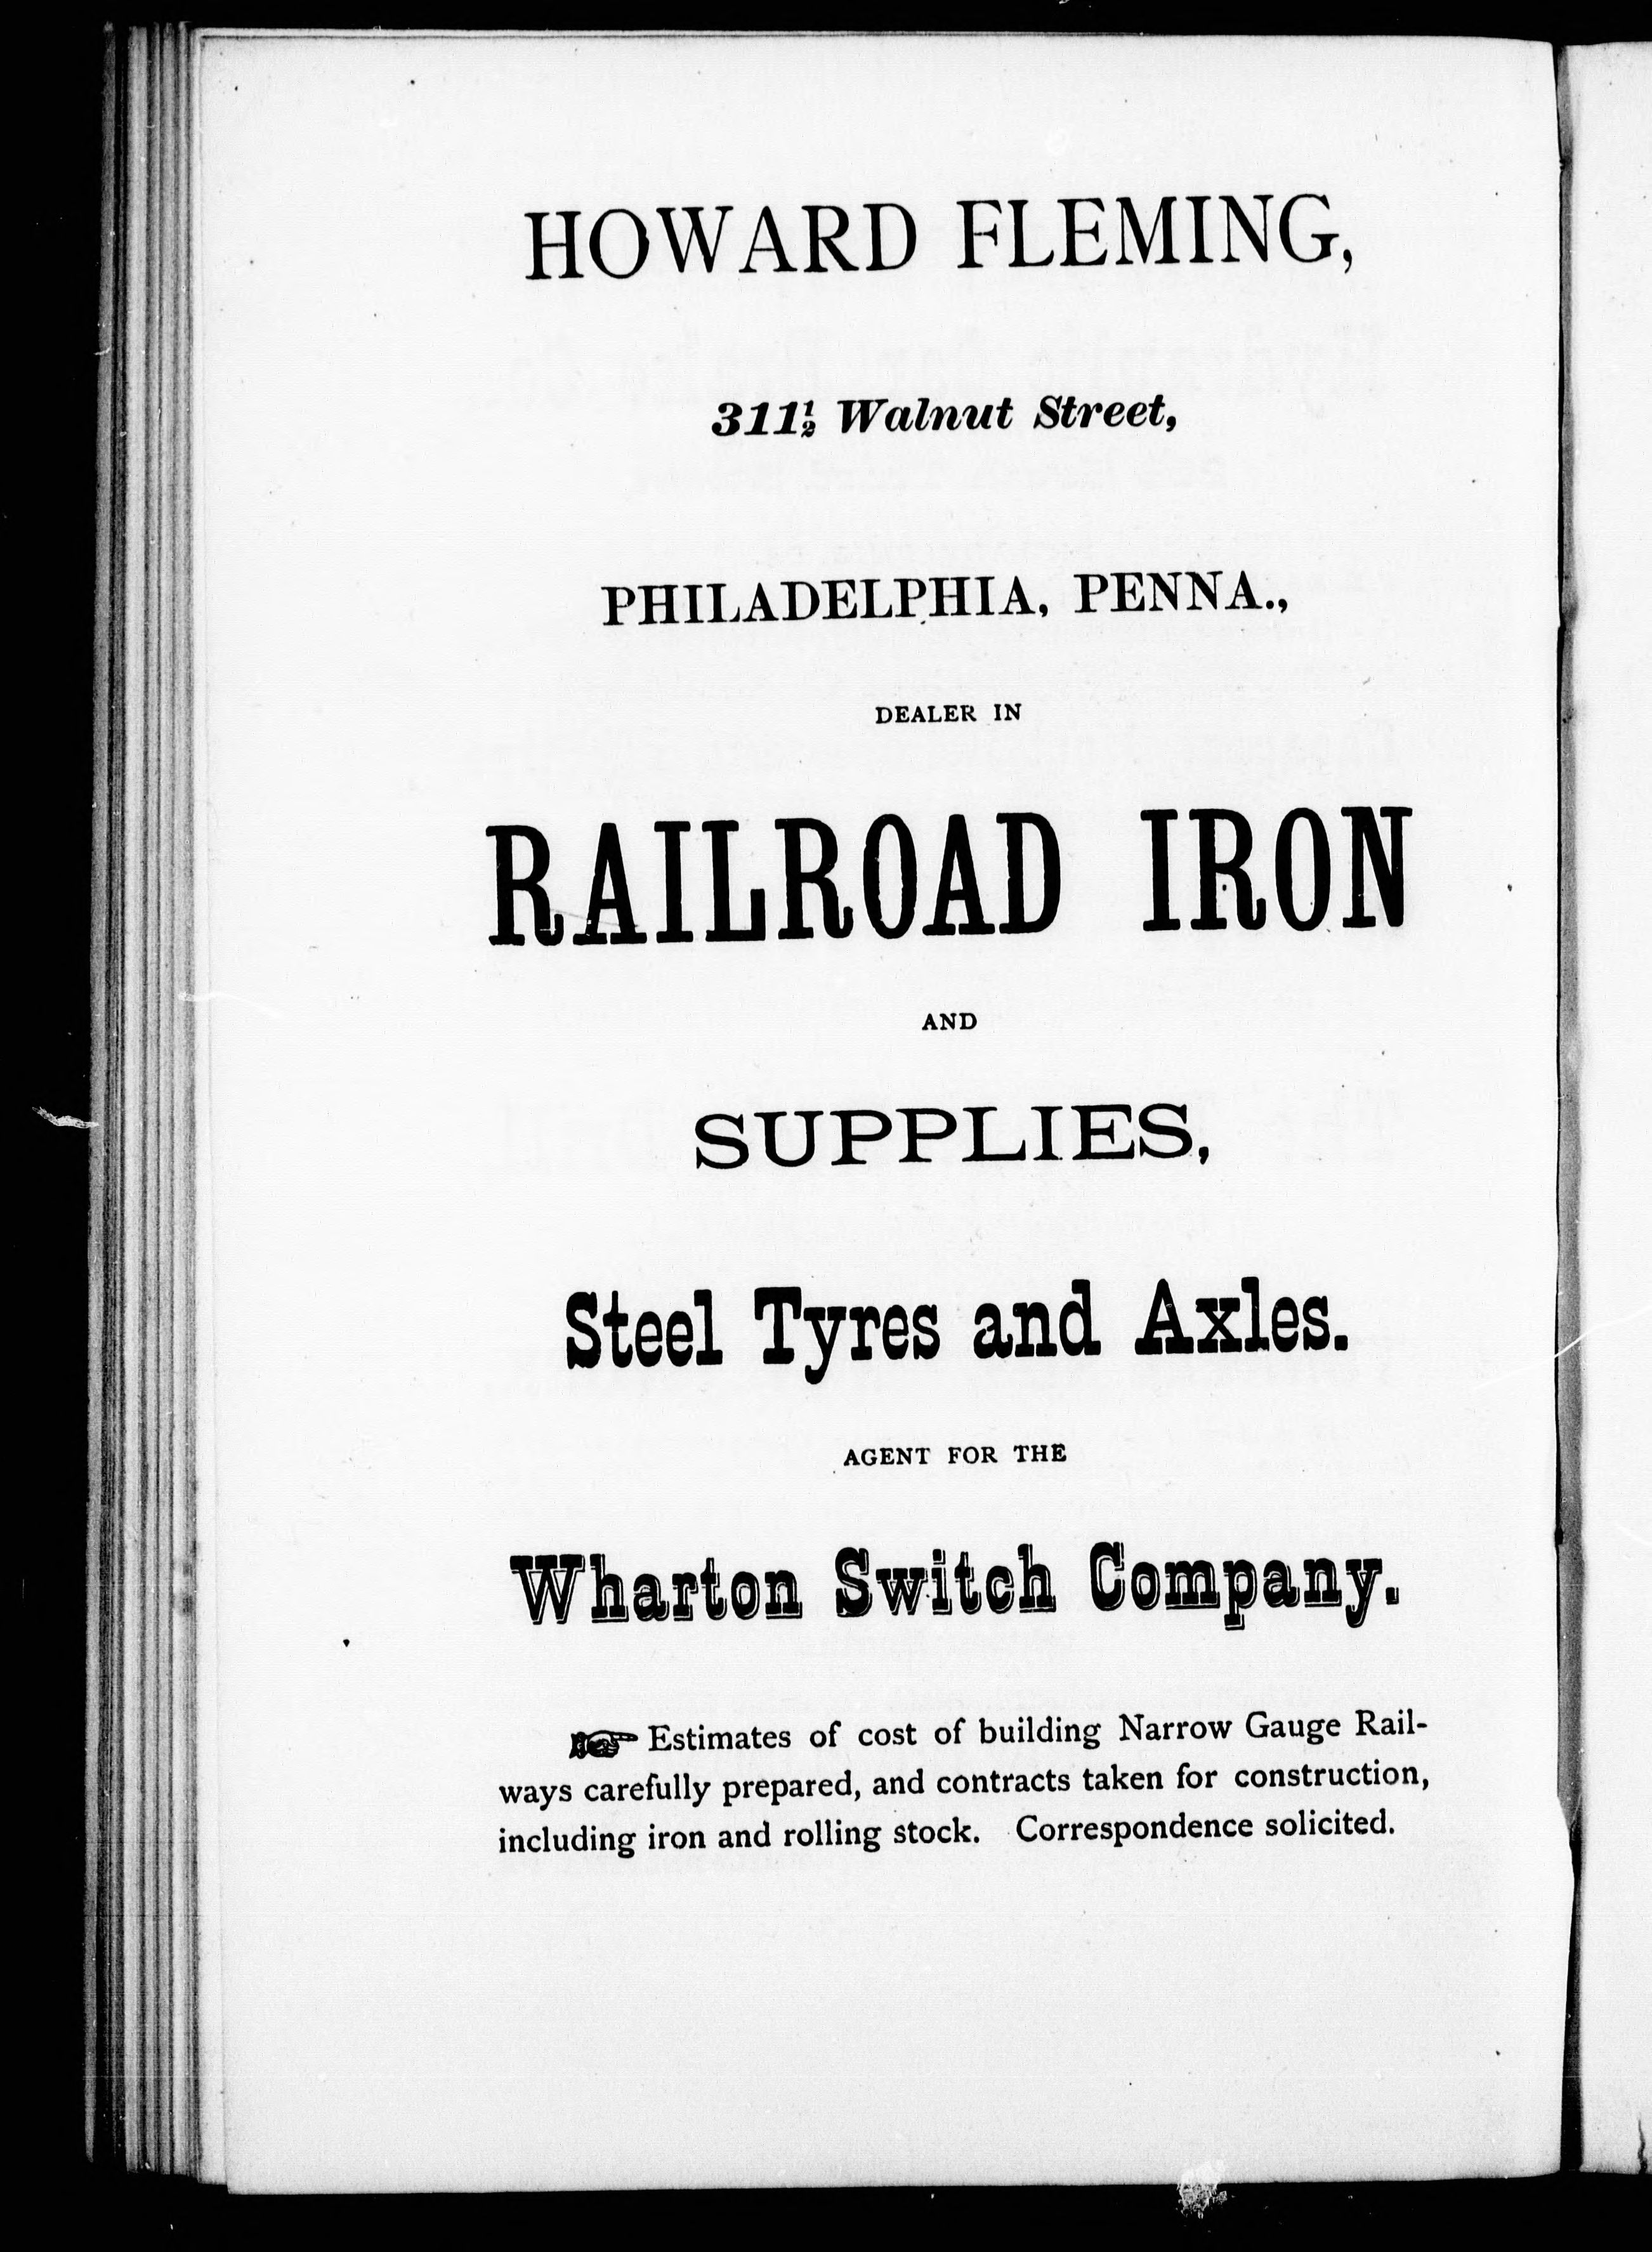 HOWARD FLEMING,
311½ Walnut Street,
PHILADELPHIA, PENNA.,
DEALER IN
RAILROAD IRON
AND
SUPPLIES,
Steel Tyres and Axles.
AGENT FOR THE
Wharton Switch Company.
☞ Estimates of cost of building Narrow Gauge Rail-
ways carefully prepared, and contracts taken for construction,
including iron and rolling stock. Correspondence solicited.